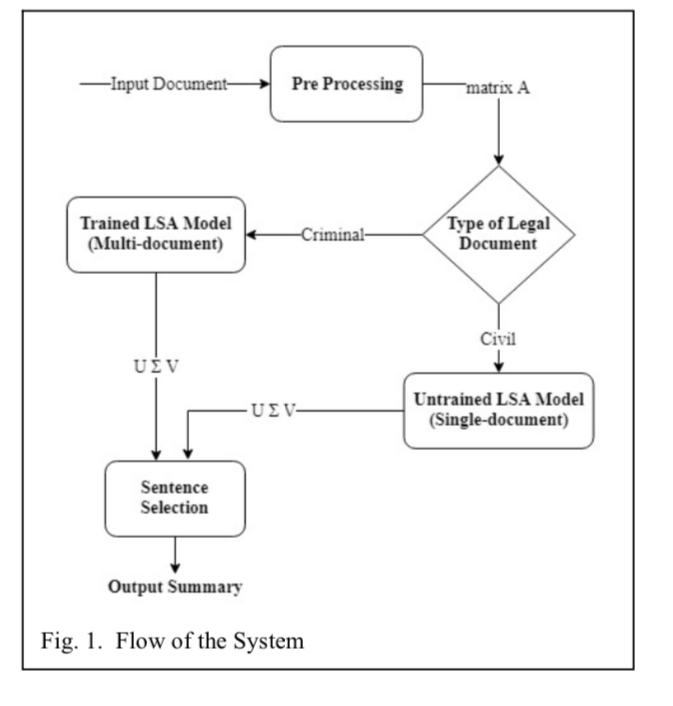 Input Document
Pre Processing
matrix A
Type of Legal
Document
Criminal
Trained LSA Model
(Multi-document)
Civil
Untrained LSA Model
(Single-document)
U Σ V
U Σ V
Sentence
Selection
Output Summary
Fig. 1. Flow of the System